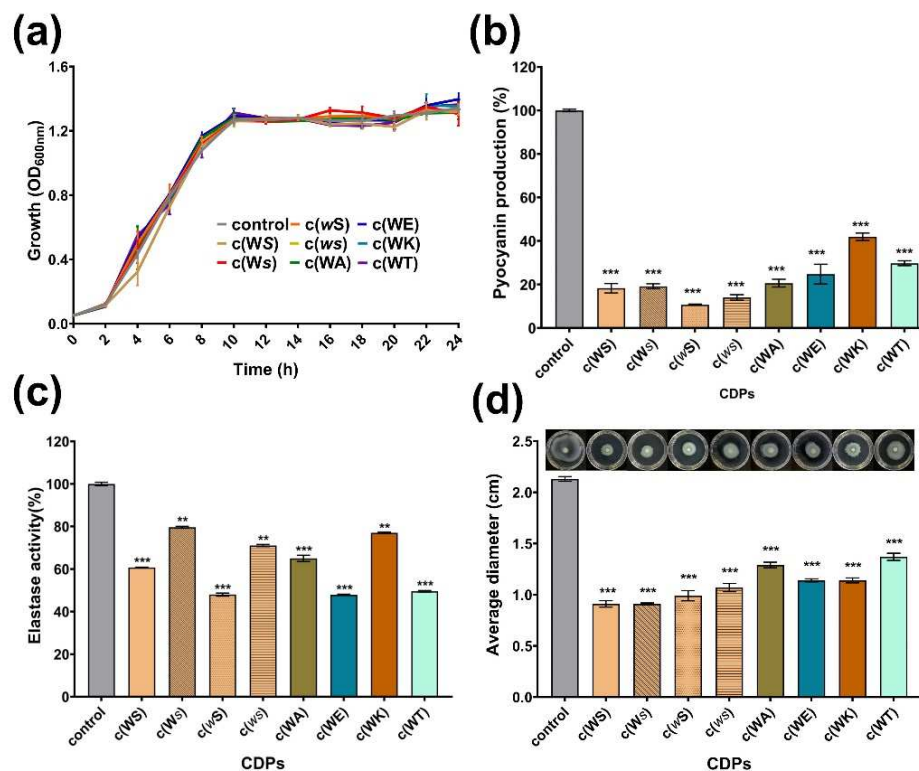 (a)
Growth (OD600nm)
1.6
1.2
0.8
0.4
0.0
0 2 4 6 8 10 12 14 16 18 20 22 24
Time (h)
control c(wS) c(WE)
c(WS) c(ws) c(WK)
c(Ws) c(WA) c(WT)
(b)
Pyocyanin production (%)
120
100
80
60
40
20
0
*** *** *** *** *** *** *** ***
control c(WS) c(Ws) c(wS) c(ws) c(WA) c(WE) c(WK) c(WT)
CDPs
(c)
Elastase activity(%)
120
100
80
60
40
20
0
*** ** *** ** *** *** ** ***
control c(WS) c(Ws) c(wS) c(ws) c(WA) c(WE) c(WK) c(WT)
CDPs
(d)
Average diameter (cm)
2.5
2.0
1.5
1.0
0.5
0.0
*** *** *** *** *** *** *** ***
control c(WS) c(Ws) c(wS) c(ws) c(WA) c(WE) c(WK) c(WT)
CDPs